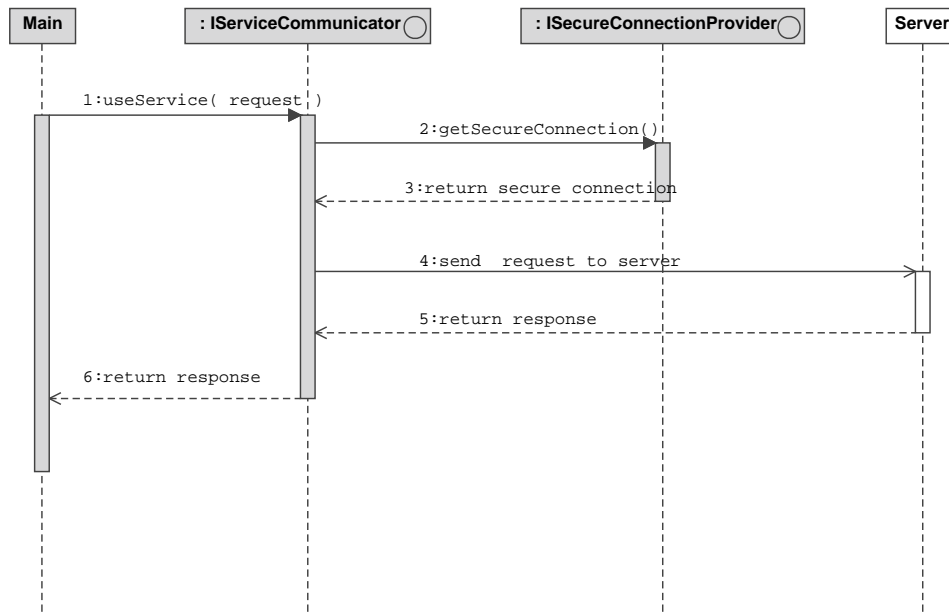 Main
: IServiceCommunicator
: ISecureConnectionProvider
Server
1:useService( request )
2:getSecureConnection()
3:return secure connection
4:send  request to server
5:return response
6:return response